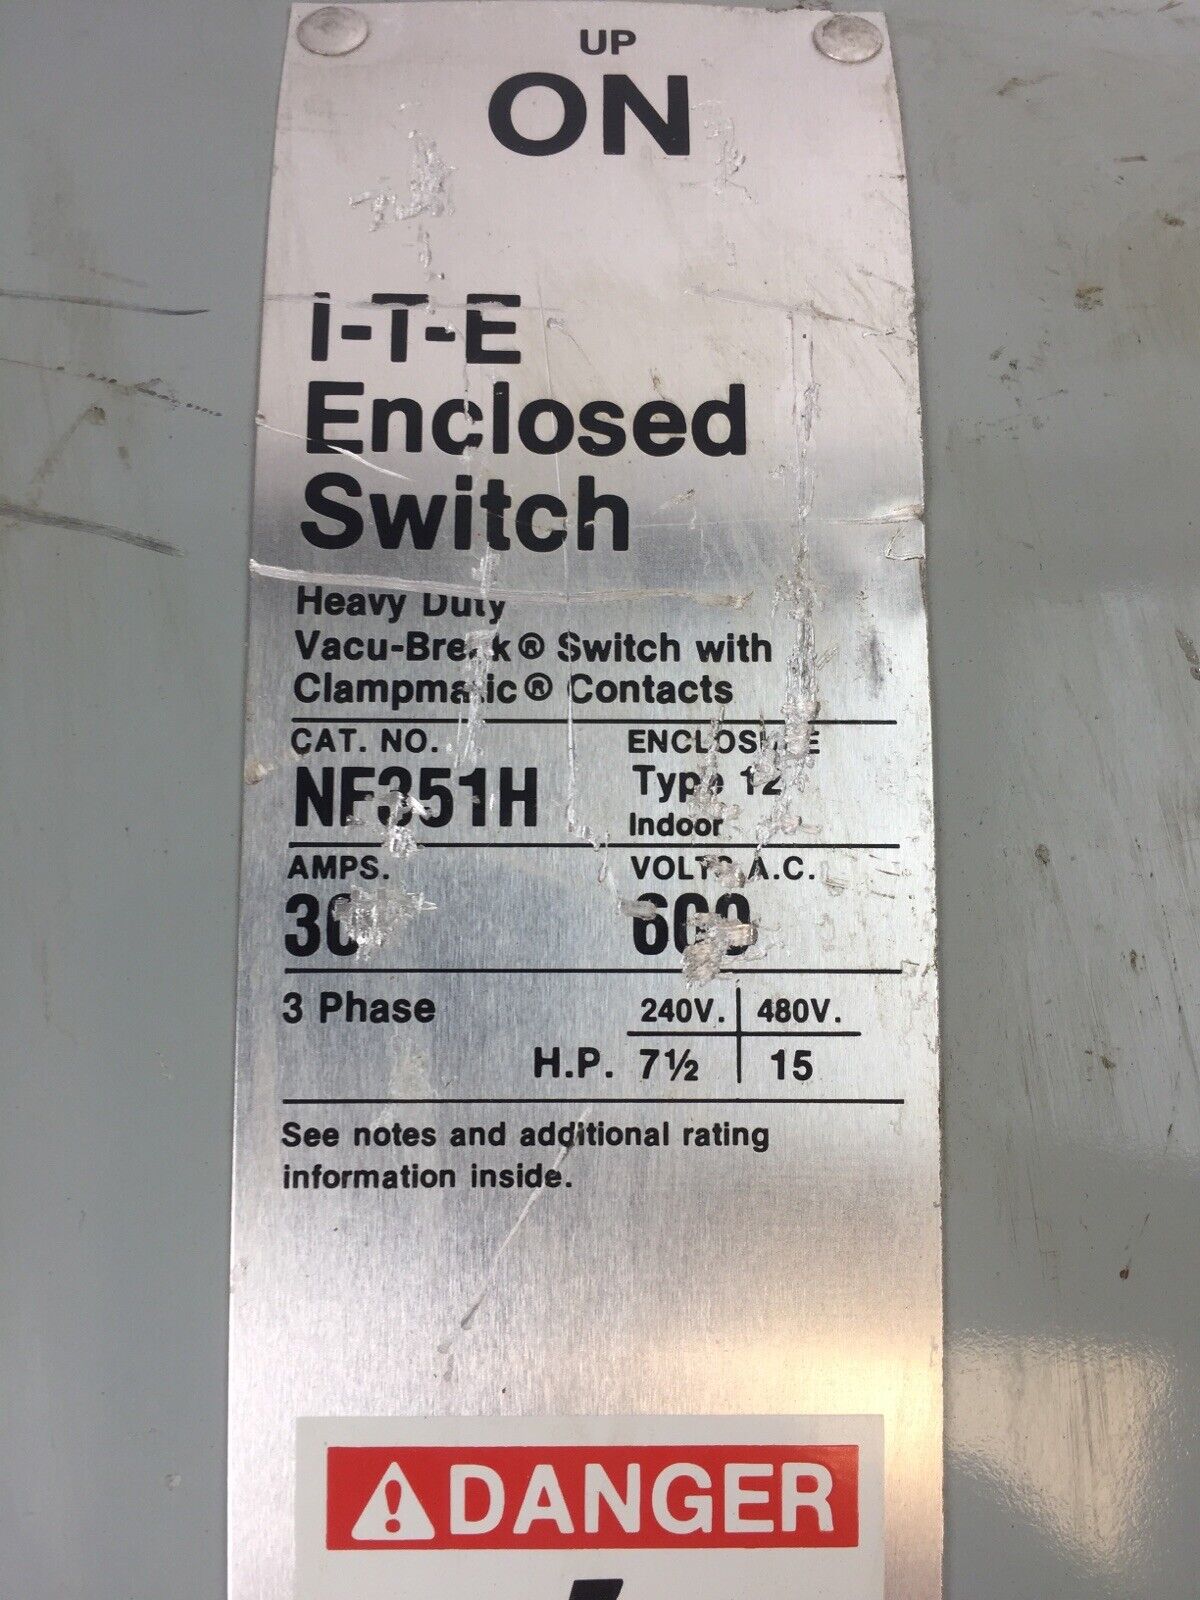 UP
ON
I-T-E
Enclosed
Switch
Heavy Duty
Vacu-Break® Switch with
Clampmatic® Contacts
CAT. NO. ENCLOSURE
NF351H Type 12
Indoor
AMPS. VOLTS A.C.
30 600
3 Phase 240V. 480V.
H.P. 7½ 15
See notes and additional rating
information inside.
DANGER